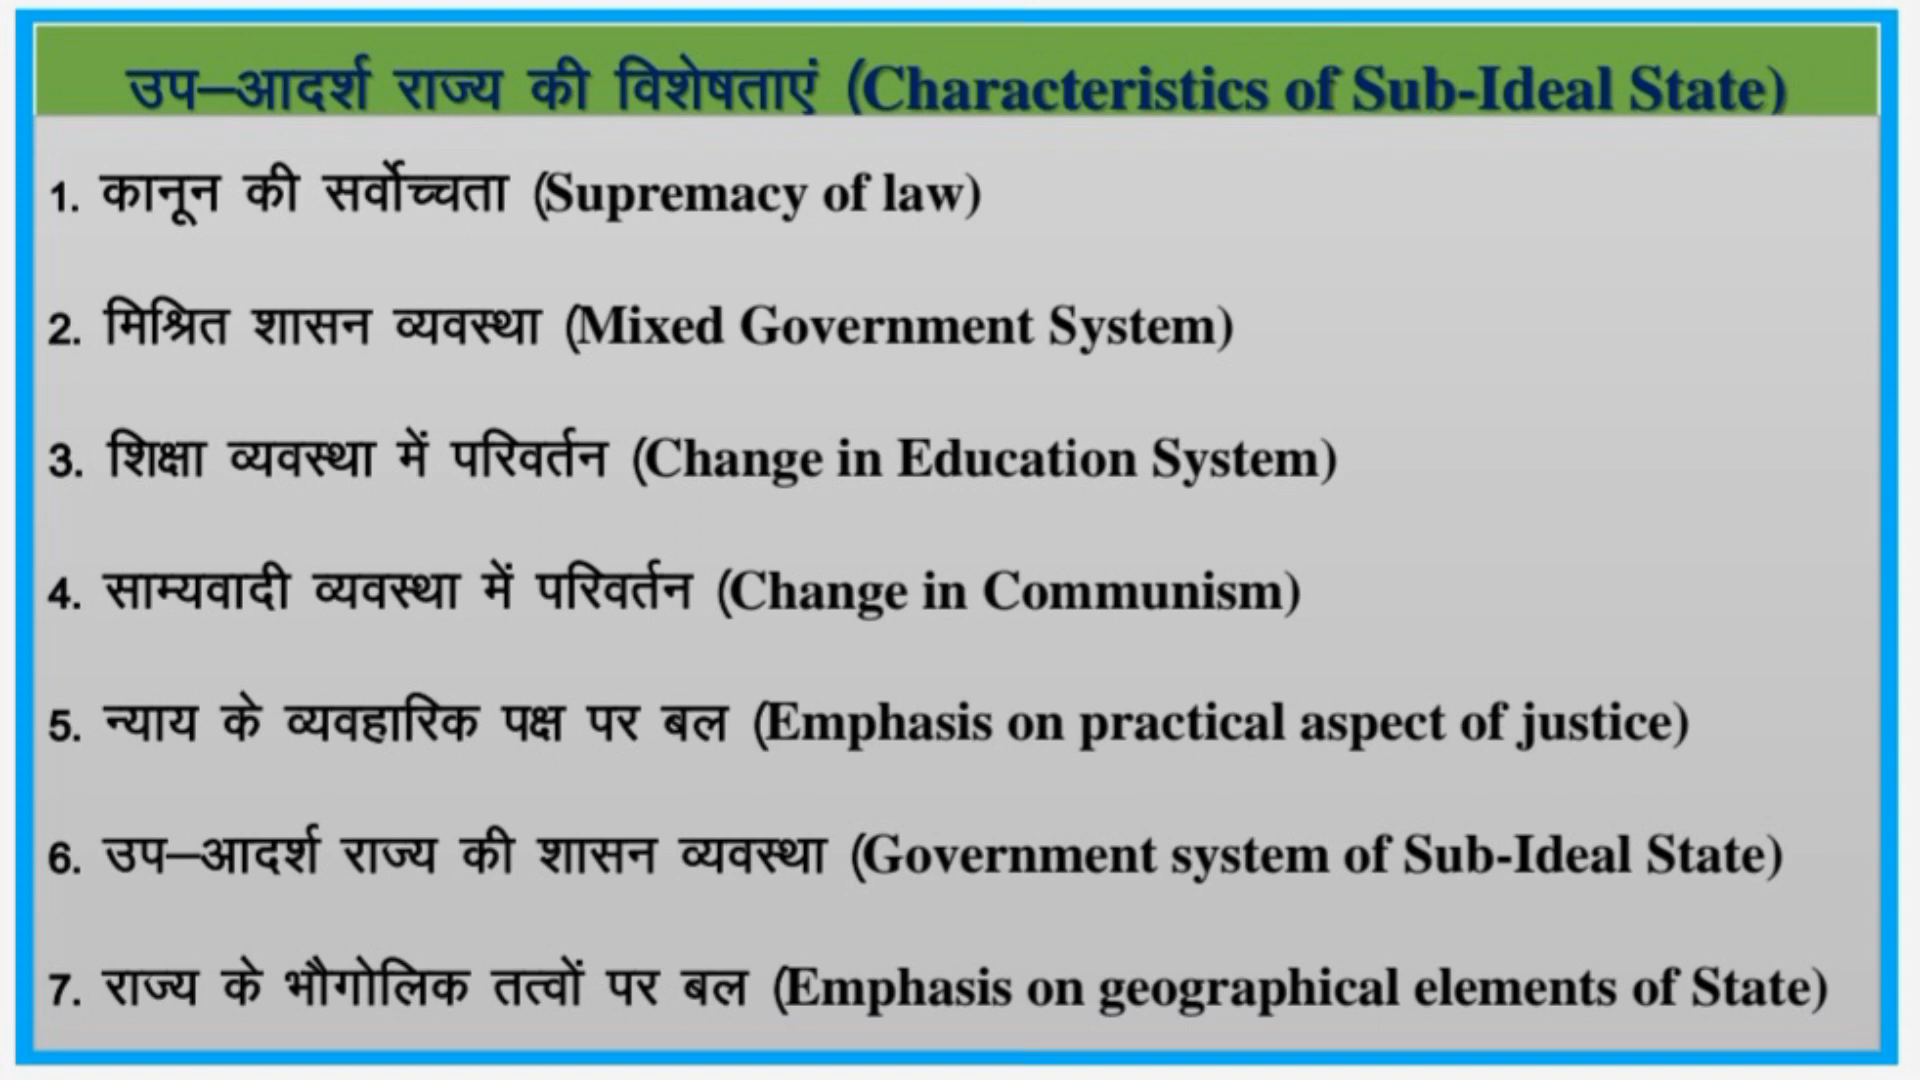 उप–आदर्श राज्य की विशेषताएं (Characteristics of Sub-Ideal State)
1. कानून की सर्वोच्चता (Supremacy of law)
2. मिश्रित शासन व्यवस्था (Mixed Government System)
3. शिक्षा व्यवस्था में परिवर्तन (Change in Education System)
4. साम्यवादी व्यवस्था में परिवर्तन (Change in Communism)
5. न्याय के व्यवहारिक पक्ष पर बल (Emphasis on practical aspect of justice)
6. उप–आदर्श राज्य की शासन व्यवस्था (Government system of Sub-Ideal State)
7. राज्य के भौगोलिक तत्वों पर बल (Emphasis on geographical elements of State)